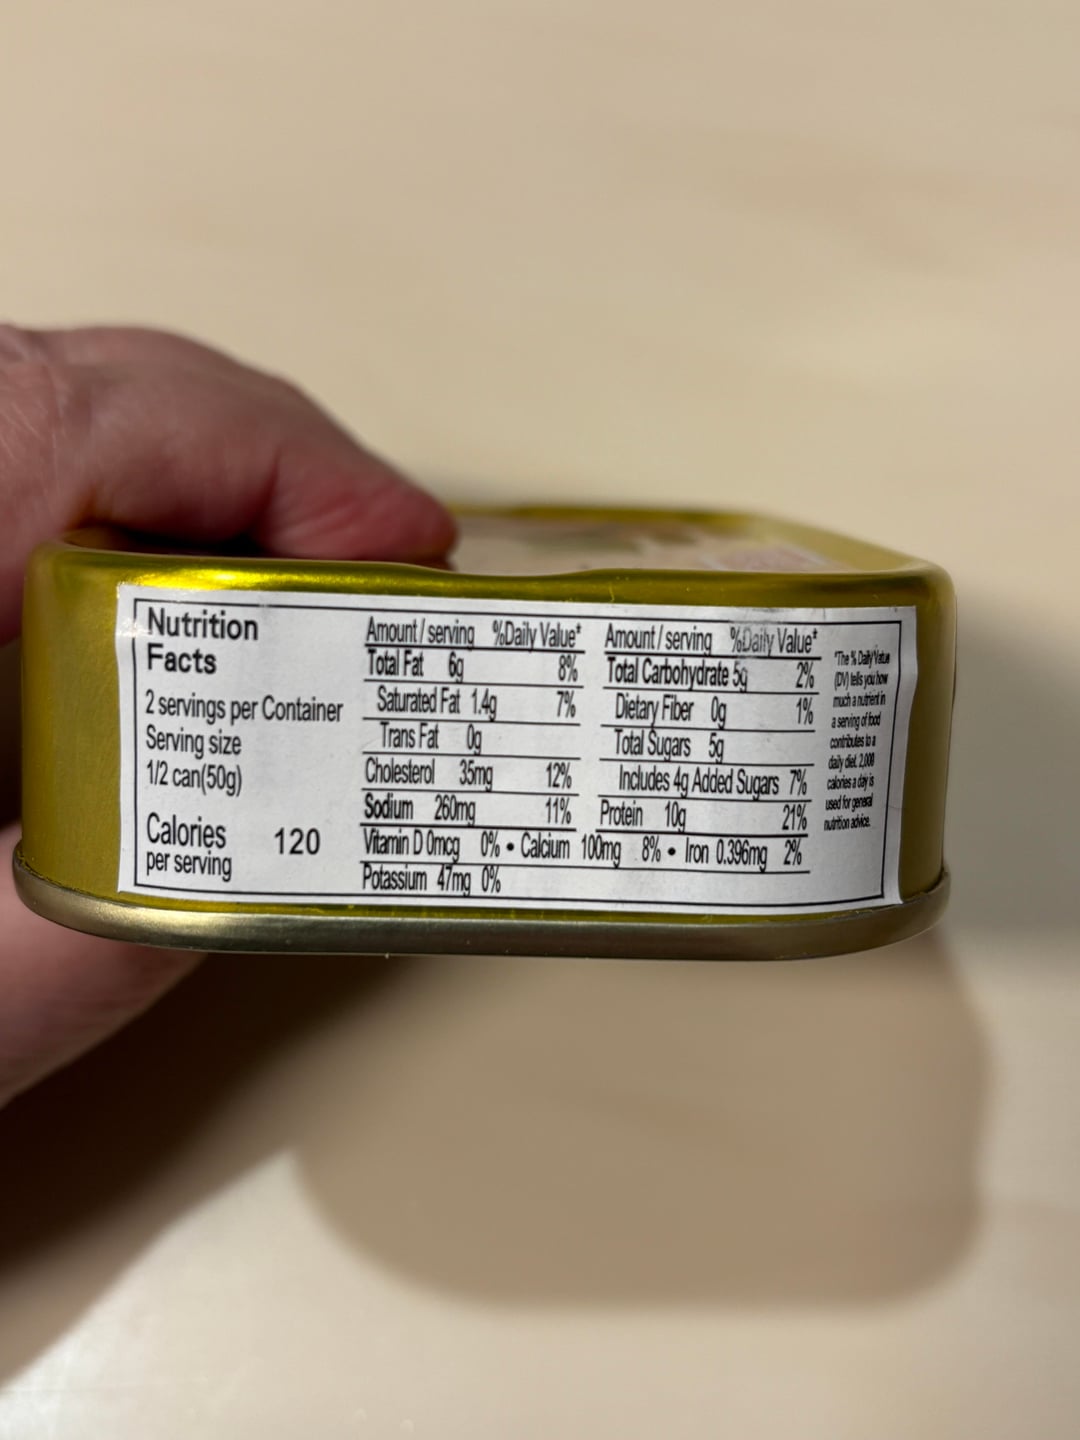 Nutrition
Facts
2 servings per Container
Serving size
1/2 can(50g)
Calories 120
per serving
Amount / serving %Daily Value*
Total Fat 6g 8%
Saturated Fat 1.4g 7%
Trans Fat 0g
Cholesterol 35mg 12%
Sodium 260mg 11%
Amount / serving %Daily Value*
Total Carbohydrate 5g 2%
Dietary Fiber 0g 1%
Total Sugars 5g
Includes 4g Added Sugars 7%
Protein 10g 21%
Vitamin D 0mcg 0% • Calcium 100mg 8% • Iron 0.396mg 2%
Potassium 47mg 0%
*The % Daily Value
(DV) tells you how
much a nutrient in
a serving of food
contributes to a
daily diet. 2,000
calories a day is
used for general
nutrition advice.